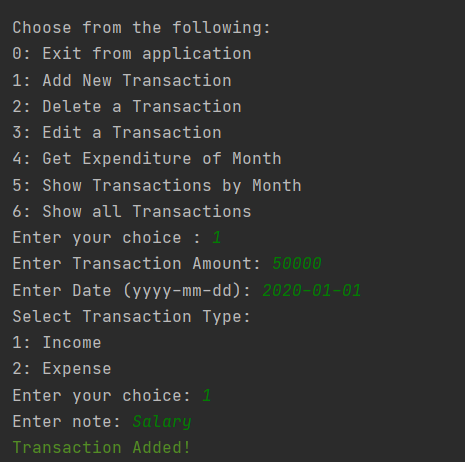 Choose from the following:
0: Exit from application
1: Add New Transaction
2: Delete a Transaction
3: Edit a Transaction
4: Get Expenditure of Month
5: Show Transactions by Month
6: Show all Transactions
Enter your choice : 1
Enter Transaction Amount: 50000
Enter Date (yyyy-mm-dd): 2020-01-01
Select Transaction Type:
1: Income
2: Expense
Enter your choice: 1
Enter note: Salary
Transaction Added!